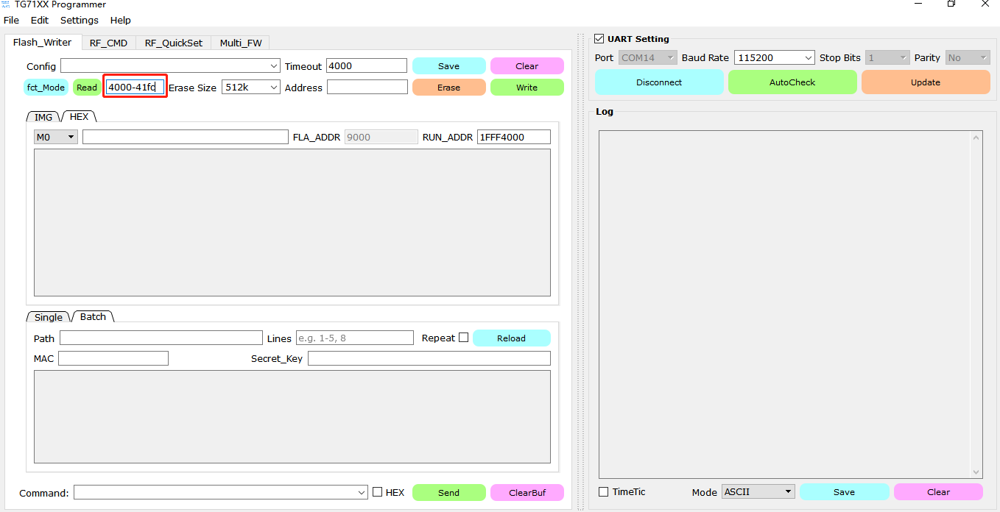 TG71XX Programmer
File Edit Settings Help
Flash_Writer RF_CMD RF_QuickSet Multi_FW
Config Timeout 4000 Save Clear
fct_Mode Read 4000-41fc Erase Size 512k Address Erase Write
IMG HEX
M0 FLA_ADDR 9000 RUN_ADDR 1FFF4000
Single Batch
Path Lines e.g. 1-5, 8 Repeat Reload
MAC Secret_Key
Command: HEX Send ClearBuf
UART Setting
Port COM14 Baud Rate 115200 Stop Bits 1 Parity No
Disconnect AutoCheck Update
Log
TimeTic Mode ASCII Save Clear